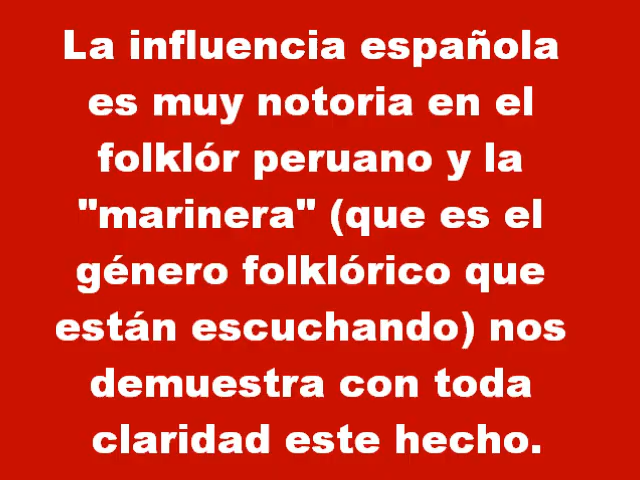 La influencia española
es muy notoria en el
folklór peruano y la
"marinera" (que es el
género folklórico que
están escuchando) nos
demuestra con toda
claridad este hecho.